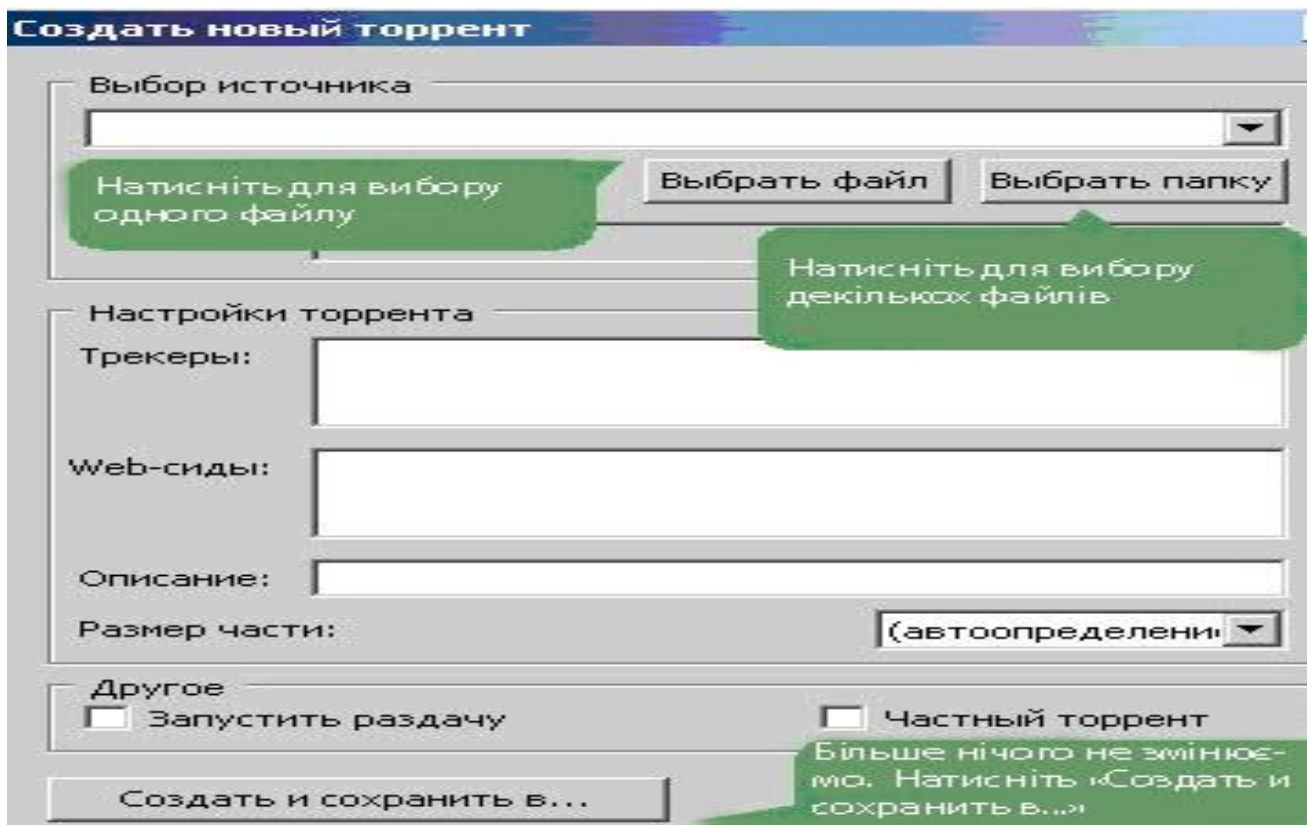 Создать новый торрент
Выбор источника
Натисніть для вибору
одного файлу
Выбрать файл
Выбрать папку
Натисніть для вибору
декількох файлів
Настройки торрента
Трекеры:
Web-сиды:
Описание:
Размер части:
(автоопределени
Другое
Запустить раздачу
Частный торрент
Більше нічого не змінює-
мо. Натисніть «Создать и
сохранить в...»
Создать и сохранить в...